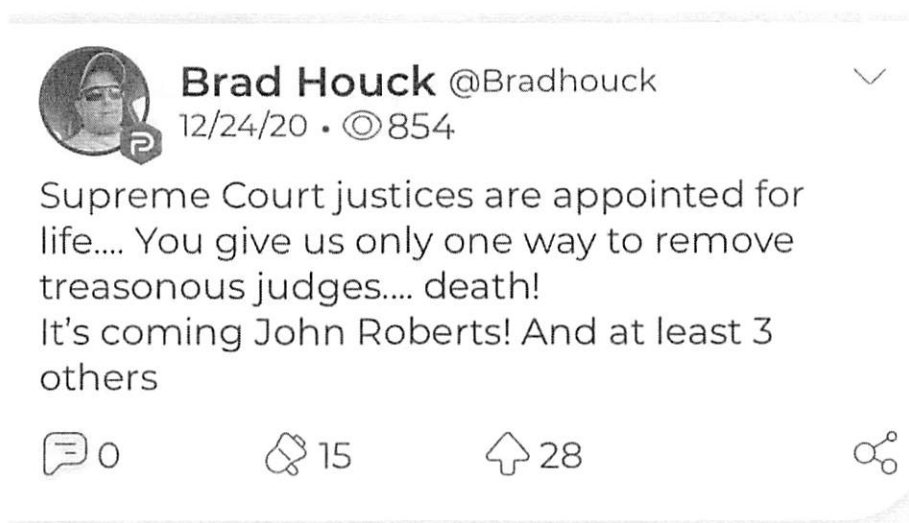 Brad Houck @Bradhouck
12/24/20 • 854
Supreme Court justices are appointed for
life.... You give us only one way to remove
treasonous judges.... death!
It's coming John Roberts! And at least 3
others
0 15 28